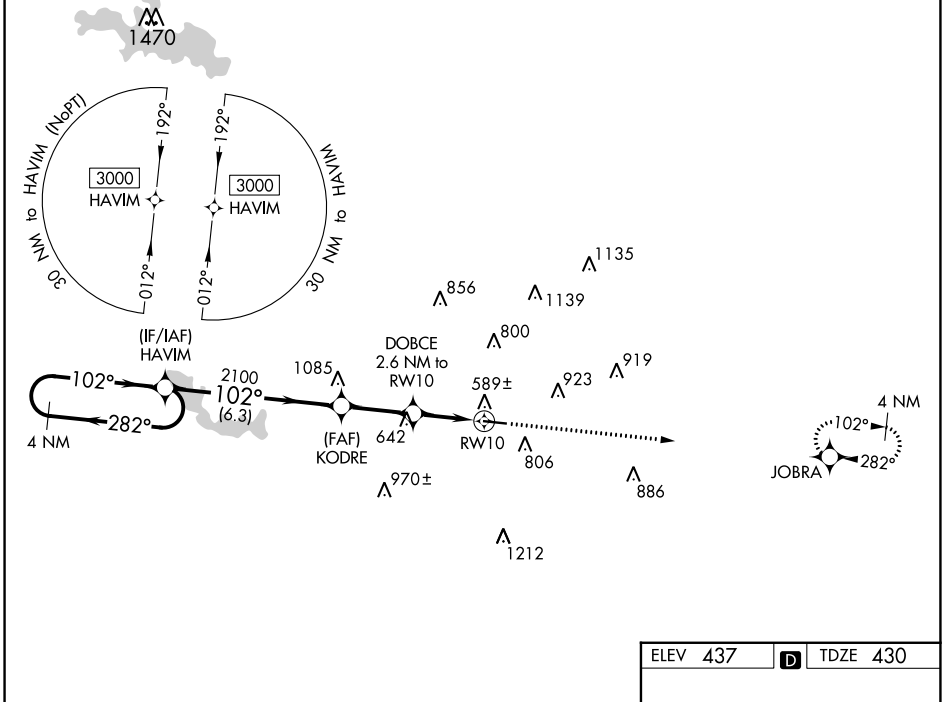 1470
30 NM to HAVIM (NoPT)
192°
3000
HAVIM
012°
192°
3000
HAVIM
012°
30 NM to HAVIM
1135
856
1139
800
919
923
(IF/IAF)
HAVIM
DOBCE
2.6 NM to
RW10
1085
589±
102°
2100
102°
(6.3)
4 NM
282°
(FAF)
KODRE
642
RW10
806
4 NM
102°
282°
JOBRA
970±
886
1212
ELEV 437 D TDZE 430